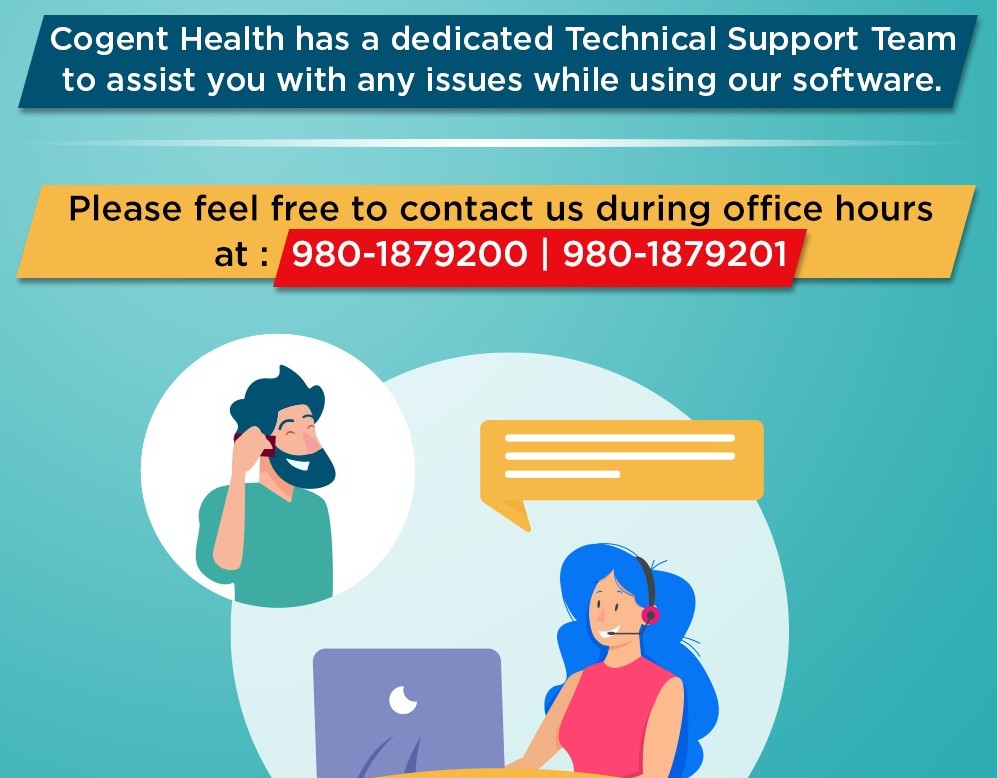 Cogent Health has a dedicated Technical Support Team
to assist you with any issues while using our software.
Please feel free to contact us during office hours
at : 980-1879200 | 980-1879201